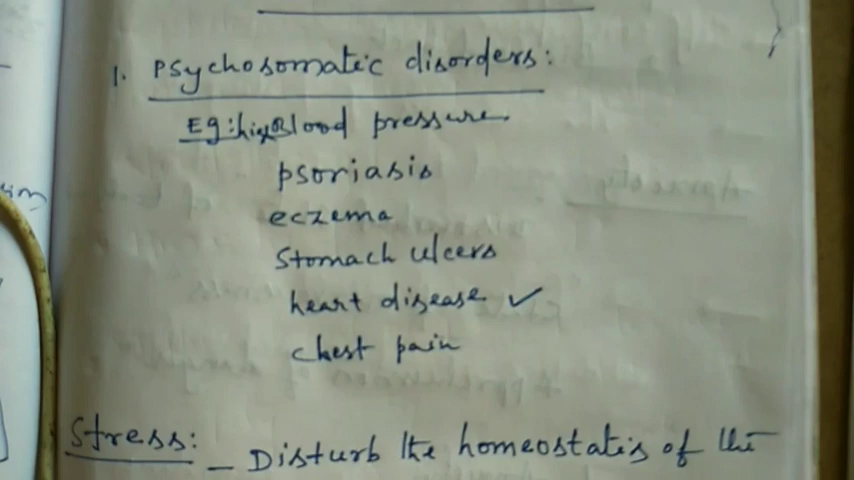 1. Psychosomatic disorders:
Eg: high Blood pressure
psoriasis
eczema
Stomach ulcers
heart disease ✓
chest pain
Stress: - Disturb the homeostatis of the